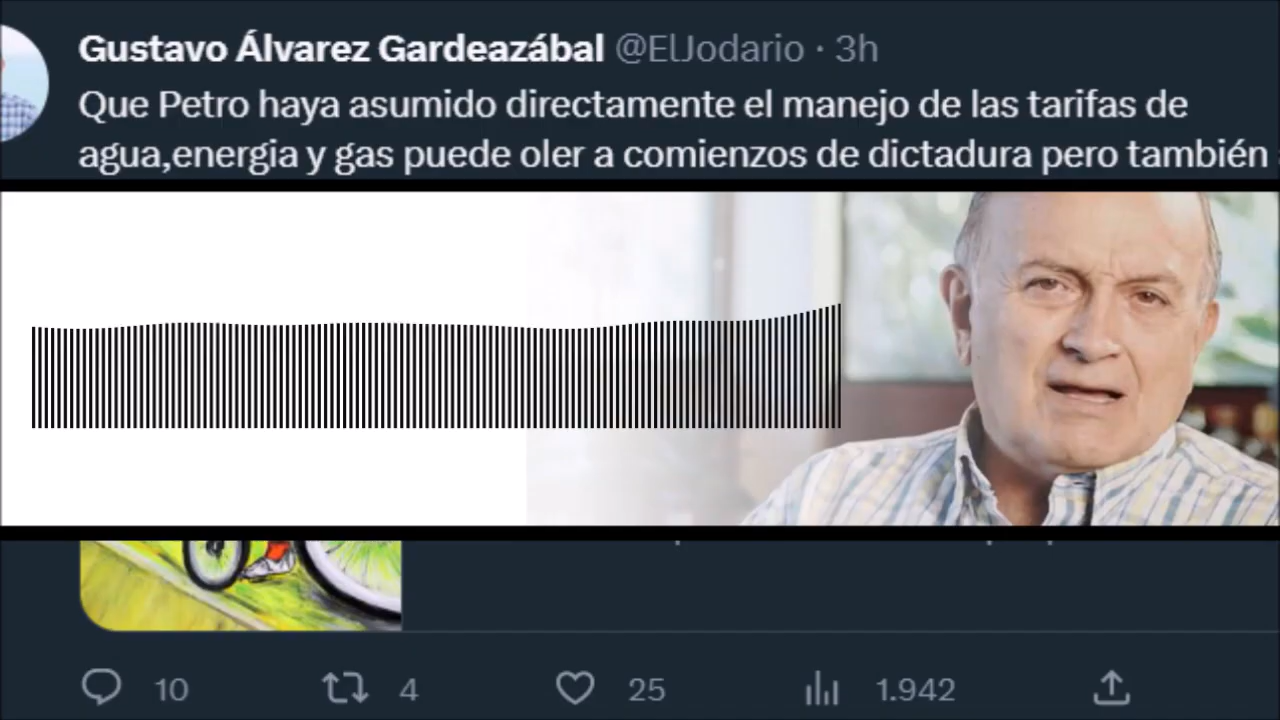 Gustavo Álvarez Gardeazábal @ElJodario · 3h
Que Petro haya asumido directamente el manejo de las tarifas de
agua,energia y gas puede oler a comienzos de dictadura pero también
10 4 25 1.942